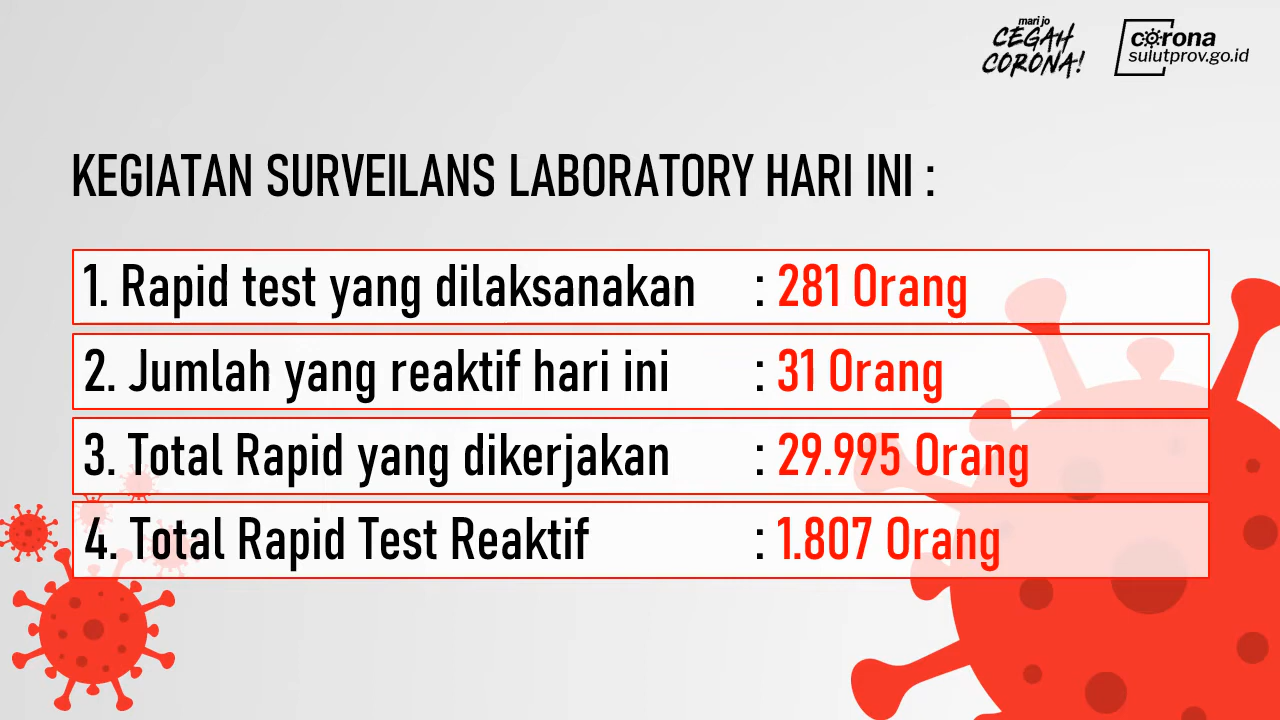 mari jo
CEGAH
CORONA!
corona
sulutprov.go.id
KEGIATAN SURVEILANS LABORATORY HARI INI :
1. Rapid test yang dilaksanakan : 281 Orang
2. Jumlah yang reaktif hari ini : 31 Orang
3. Total Rapid yang dikerjakan : 29.995 Orang
4. Total Rapid Test Reaktif : 1.807 Orang